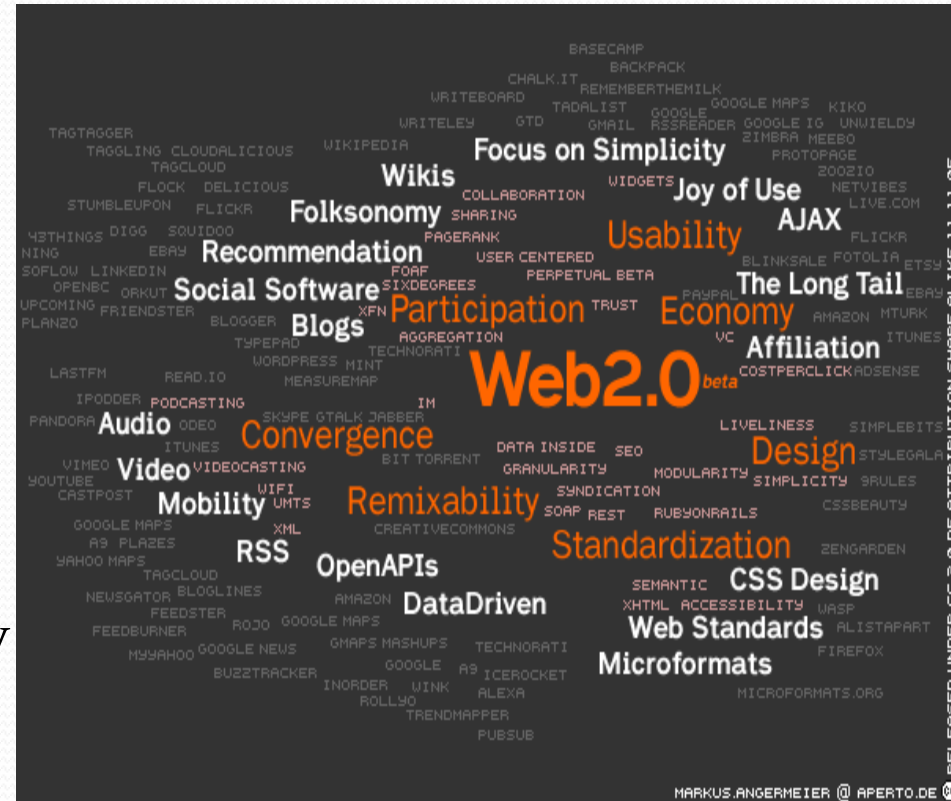 BASECAMP
BACKPACK
CHALK.IT REMEMBERTHEMILK
WRITEBOARD TADALIST GOOGLE GOOGLE MAPS KIKO
WRITELEY GTD GMAIL RSSREADER GOOGLE IG UNWIELDY
TAGTAGGER ZIMBRA MEEBO
TAGGLING CLOUDALICIOUS WIKIPEDIA Focus on Simplicity PROTOPAGE
TAGCLOUD Wikis WIDGETS Joy of Use ZOOZIO
FLOCK DELICIOUS COLLABORATION NETVIBES
STUMBLEUPON FLICKR Folksonomy SHARING AJAX LIVE.COM
43THINGS DIGG SQUIDOO PAGERANK Usability FLICKR
NING EBAY Recommendation USER CENTERED BLINKSALE FOTOLIA ETSY
SOFLOW LINKEDIN FOAF PERPETUAL BETA
OPENBC ORKUT Social Software SIXDEGREES PAYPAL The Long Tail EBAY
UPCOMING FRIENDSTER XFN Participation TRUST Economy AMAZON MTURK
PLANZO BLOGGER Blogs AGGREGATION VC ITUNES
TYPEPAD TECHNORATI Affiliation
WORDPRESS MINT COSTPERCLICK ADSENSE
LASTFM READ.IO MEASUREMAP Web2.0 beta
IPODDER PODCASTING IM
PANDORA Audio ODEO SKYPE GTALK JABBER LIVELINESS SIMPLEBITS
ITUNES Convergence DATA INSIDE SEO Design STYLEGALA
VIMEO Video VIDEOCASTING BIT TORRENT GRANULARITY MODULARITY
YOUTUBE SIMPLICITY 9RULES
CASTPOST Mobility WIFI UMTS Remixability SYNDICATION CSSBEAUTY
GOOGLE MAPS XML CREATIVECOMMONS SOAP REST RUBYONRAILS
A9 PLAZES RSS Standardization ZENGARDEN
YAHOO MAPS OpenAPIs
TAGCLOUD SEMANTIC CSS Design
NEWSGATOR BLOGLINES AMAZON DataDriven XHTML ACCESSIBILITY WASP
FEEDSTER ROJO GOOGLE MAPS Web Standards ALISTAPART
FEEDBURNER GMAPS MASHUPS TECHNORATI FIREFOX
MYYAHOO GOOGLE NEWS GOOGLE A9 ICEROCKET Microformats
BUZZTRACKER INORDER WINK ALEXA MICROFORMATS.ORG
ROLLYO
TRENDMAPPER
PUBSUB
MARKUS.ANGERMEIER @ APERTO.DE
y